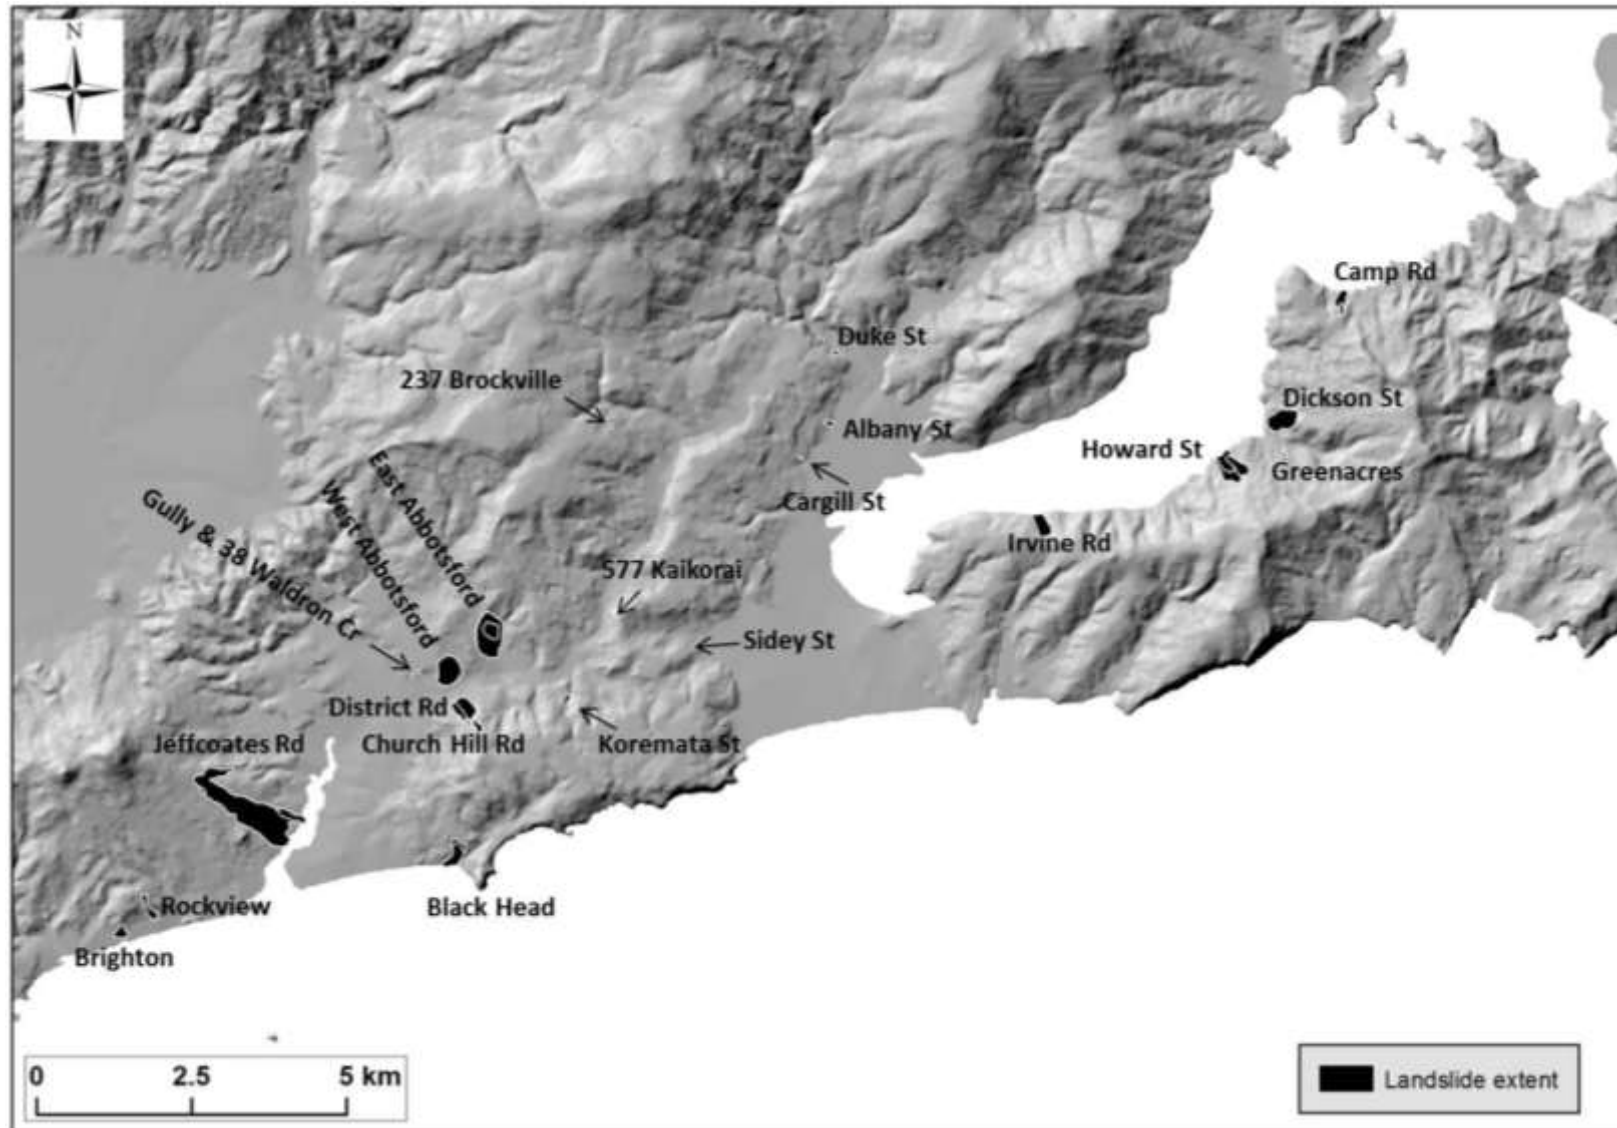 N
Camp Rd
Duke St
237 Brockville
Dickson St
Albany St
Howard St
Greenacres
East Abbotsford
West Abbotsford
Gully & 38 Waldron Cr
Cargill St
Irvine Rd
577 Kaikorai
Sidey St
District Rd
Church Hill Rd
Koremata St
Jeffcoates Rd
Rockview
Black Head
Brighton
0 2.5 5 km
Landslide extent